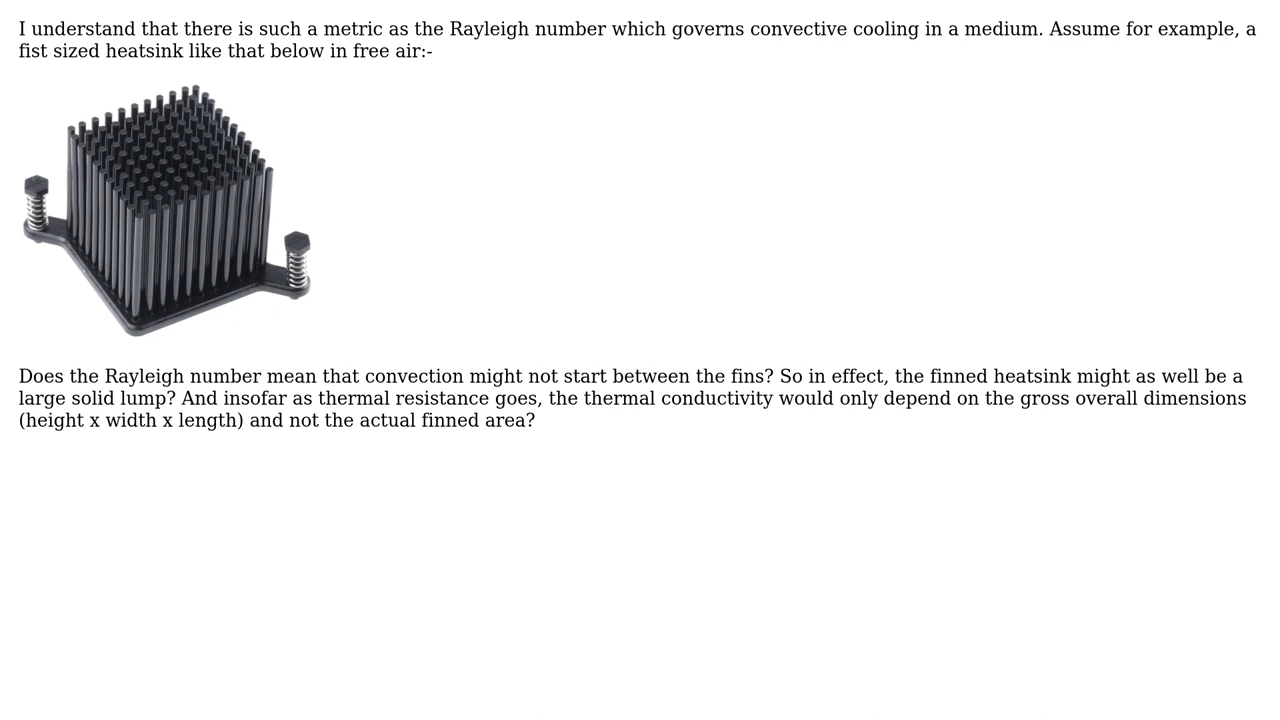 I understand that there is such a metric as the Rayleigh number which governs convective cooling in a medium. Assume for example, a
fist sized heatsink like that below in free air:-
Does the Rayleigh number mean that convection might not start between the fins? So in effect, the finned heatsink might as well be a
large solid lump? And insofar as thermal resistance goes, the thermal conductivity would only depend on the gross overall dimensions
(height x width x length) and not the actual finned area?